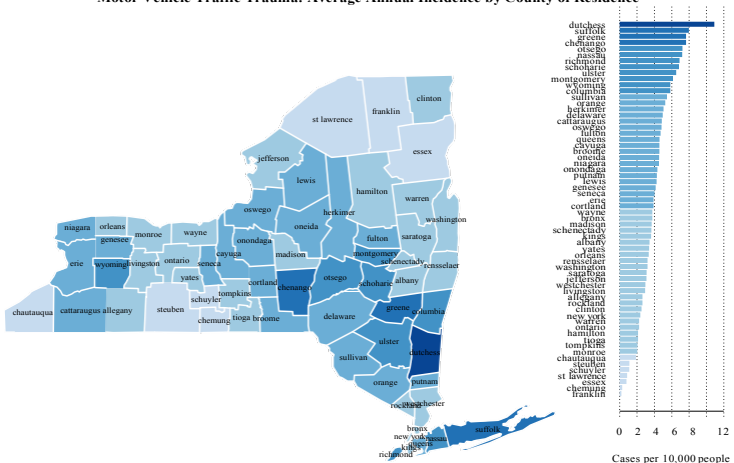 Motor Vehicle Traffic Trauma: Average Annual Incidence by County of Residence
clinton
franklin
st lawrence
essex
jefferson
lewis
hamilton
warren
oswego
herkimer
washington
oneida
niagara
orleans
monroe
wayne
genesee
fulton
saratoga
onondaga
cayuga
madison
montgomery
schenectady
erie
wyoming
livingston
ontario
seneca
rensselaer
yates
cortland
chenango
otsego
schoharie
albany
tompkins
schuyler
chautauqua
cattaraugus
allegany
steuben
chemung
tioga
broome
delaware
greene
columbia
ulster
dutchess
sullivan
orange
putnam
rockland
westchester
bronx
new york
queens
nassau
suffolk
kings
richmond
dutchess
suffolk
greene
chenango
otsego
nassau
richmond
schoharie
ulster
montgomery
wyoming
columbia
sullivan
orange
herkimer
delaware
cattaraugus
oswego
fulton
queens
cayuga
broome
oneida
niagara
onondaga
putnam
lewis
genesee
seneca
erie
cortland
wayne
bronx
madison
schenectady
kings
albany
yates
orleans
rensselaer
washington
saratoga
jefferson
westchester
livingston
allegany
rockland
clinton
new york
warren
ontario
hamilton
tioga
tompkins
monroe
chautauqua
steuben
schuyler
st lawrence
essex
chemung
franklin
0 2 4 6 8 10 12
Cases per 10,000 people